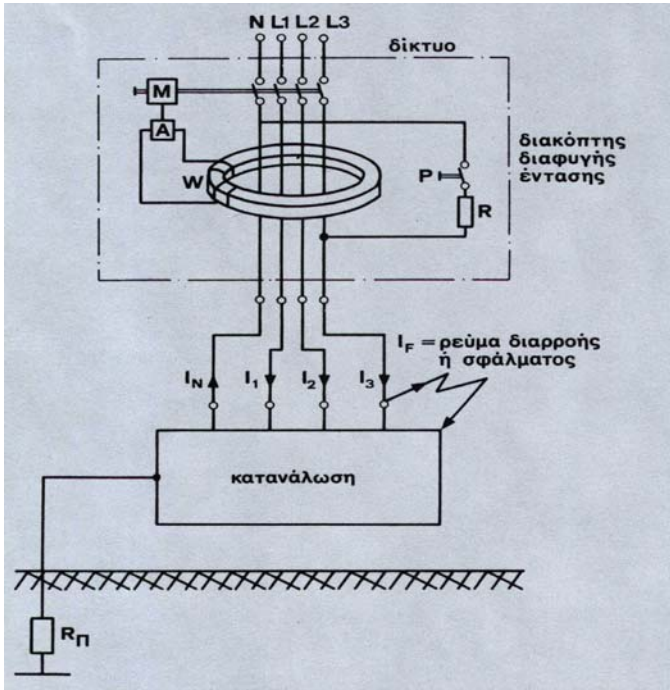 N L1 L2 L3
δίκτυο
M
A
W
P
R
διακόπτης
διαφυγής
έντασης
I_F = ρεύμα διαρροής
ή σφάλματος
I_N I_1 I_2 I_3
κατανάλωση
R_Π